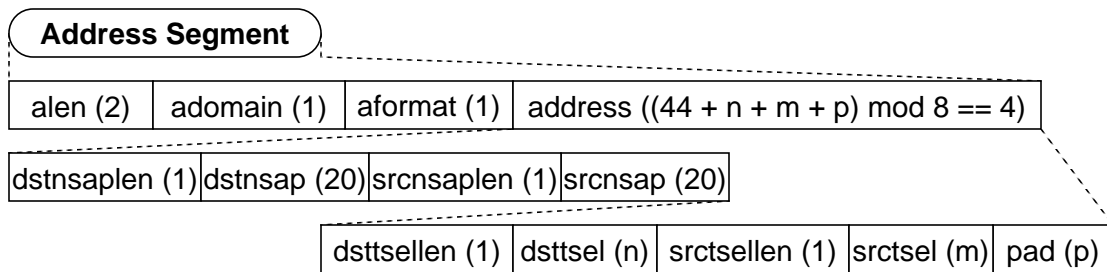 Address Segment
alen (2) adomain (1) aformat (1) address ((44 + n + m + p) mod 8 == 4)
dstnsaplen (1) dstnsap (20) srcnsaplen (1) srcnsap (20)
dsttsellen (1) dsttsel (n) srctsellen (1) srctsel (m) pad (p)